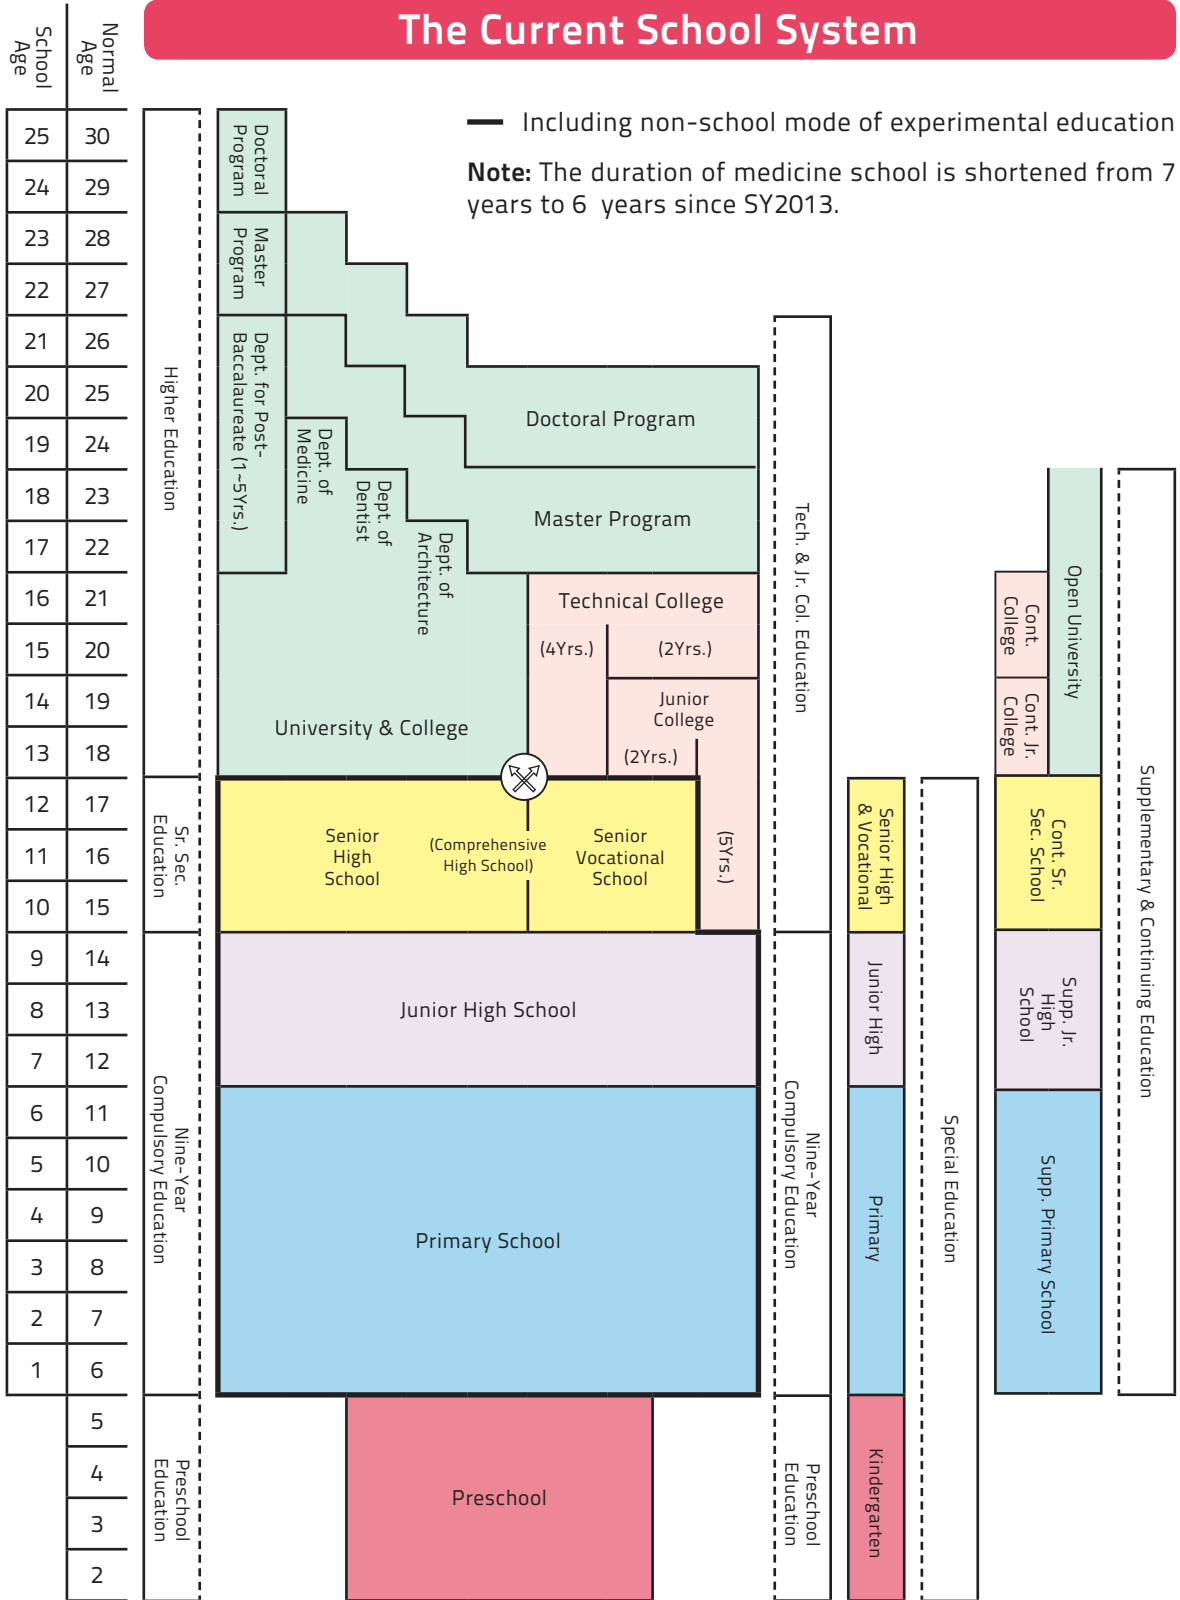 The Current School System
School
Age
Normal
Age
Including non-school mode of experimental education
Note: The duration of medicine school is shortened from 7
years to 6 years since SY2013.
25 30
24 29
23 28
22 27
21 26
20 25
19 24
18 23
17 22
16 21
15 20
14 19
13 18
12 17
11 16
10 15
9 14
8 13
7 12
6 11
5 10
4 9
3 8
2 7
1 6
5
4
3
2
Higher Education
Sr. Sec.
Education
Nine-Year
Compulsory Education
Preschool
Education
Doctoral
Program
Master
Program
Dept. for Post-
Baccalaureate (1~5Yrs.)
Dept. of
Medicine
Dept. of
Dentist
Dept. of
Architecture
Doctoral Program
Master Program
University & College
Technical College
(4Yrs.)
(2Yrs.)
Junior
College
(2Yrs.)
(5Yrs.)
Senior
High
School
(Comprehensive
High School)
Senior
Vocational
School
Junior High School
Primary School
Preschool
Tech. & Jr. Col. Education
Nine-Year
Compulsory Education
Preschool
Education
Senior High
& Vocational
Junior High
Primary
Kindergarten
Special Education
Open University
Cont.
College
Cont. Jr.
College
Cont. Sr.
Sec. School
Supp. Jr.
High
School
Supp. Primary School
Supplementary & Continuing Education